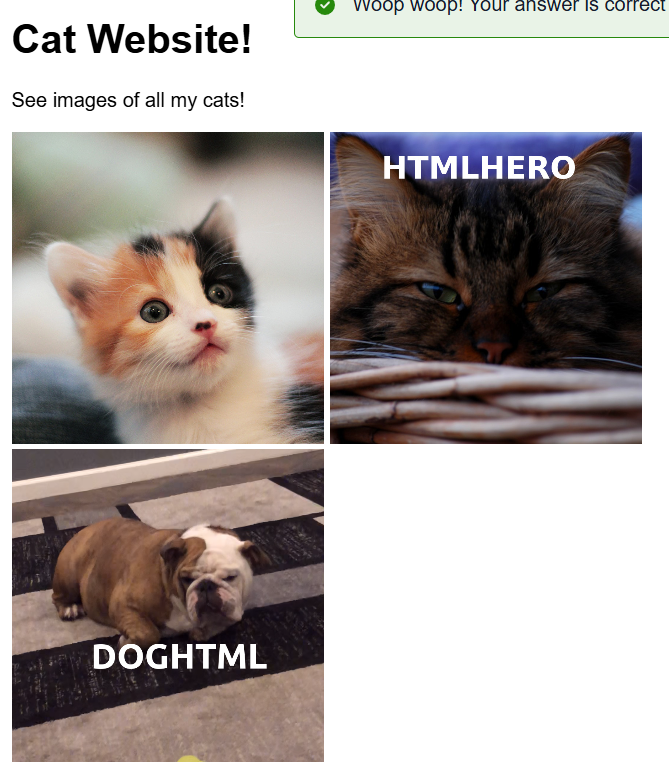 Woop woop! Your answer is correct
Cat Website!
See images of all my cats!
HTMLHERO
DOGHTML